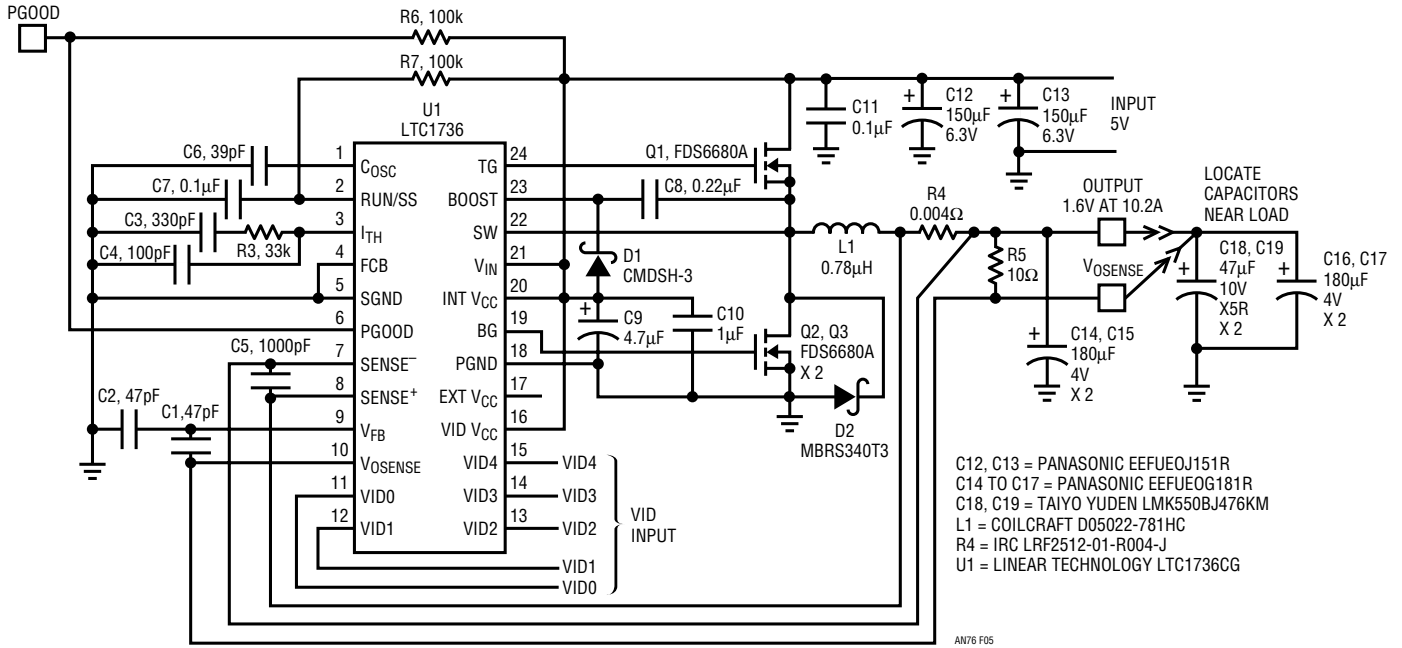 PGOOD
R6, 100k
R7, 100k
U1
LTC1736
C6, 39pF
C7, 0.1µF
C3, 330pF
R3, 33k
C4, 100pF
C5, 1000pF
C2, 47pF
C1,47pF
1
COSC
2
RUN/SS
3
ITH
4
FCB
5
SGND
6
PGOOD
7
SENSE–
8
SENSE+
9
VFB
10
VOSENSE
11
VID0
12
VID1
24
TG
23
BOOST
22
SW
21
VIN
20
INT VCC
19
BG
18
PGND
17
EXT VCC
16
VID VCC
15
VID4
14
VID3
13
VID2
VID4
VID3
VID2
VID1
VID0
VID
INPUT
Q1, FDS6680A
C8, 0.22µF
D1
CMDSH-3
+
C9
4.7µF
C10
1µF
Q2, Q3
FDS6680A
X 2
D2
MBRS340T3
L1
0.78µH
R4
0.004Ω
R5
10Ω
C11
0.1µF
+
C12
150µF
6.3V
+
C13
150µF
6.3V
INPUT
5V
OUTPUT
1.6V AT 10.2A
VOSENSE
LOCATE
CAPACITORS
NEAR LOAD
+
C14, C15
180µF
4V
X 2
+
C18, C19
47µF
10V
X5R
X 2
+
C16, C17
180µF
4V
X 2
C12, C13 = PANASONIC EEFUEOJ151R
C14 TO C17 = PANASONIC EEFUEOG181R
C18, C19 = TAIYO YUDEN LMK550BJ476KM
L1 = COILCRAFT D05022-781HC
R4 = IRC LRF2512-01-R004-J
U1 = LINEAR TECHNOLOGY LTC1736CG
AN76 F05